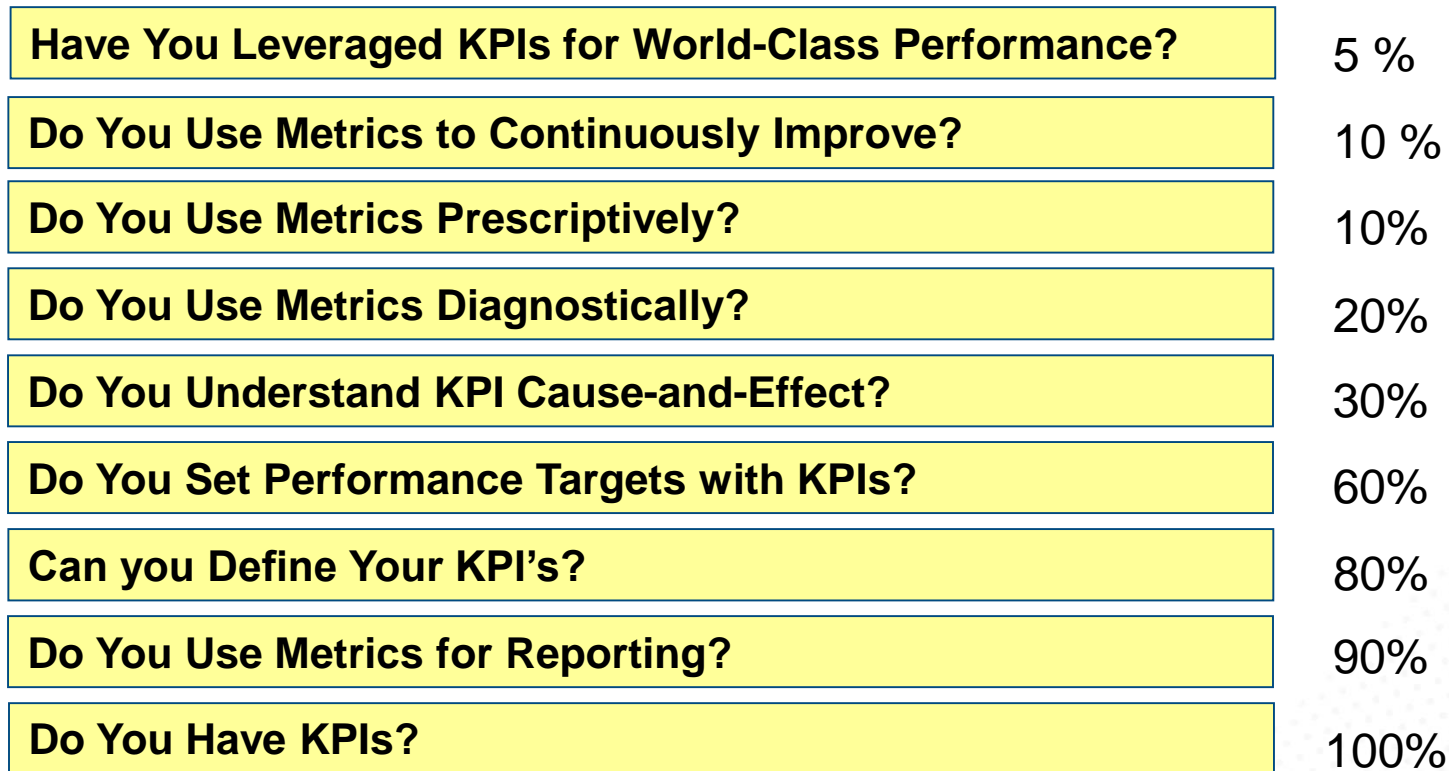 Have You Leveraged KPIs for World-Class Performance? 5 %
Do You Use Metrics to Continuously Improve? 10 %
Do You Use Metrics Prescriptively? 10%
Do You Use Metrics Diagnostically? 20%
Do You Understand KPI Cause-and-Effect? 30%
Do You Set Performance Targets with KPIs? 60%
Can you Define Your KPI’s? 80%
Do You Use Metrics for Reporting? 90%
Do You Have KPIs? 100%